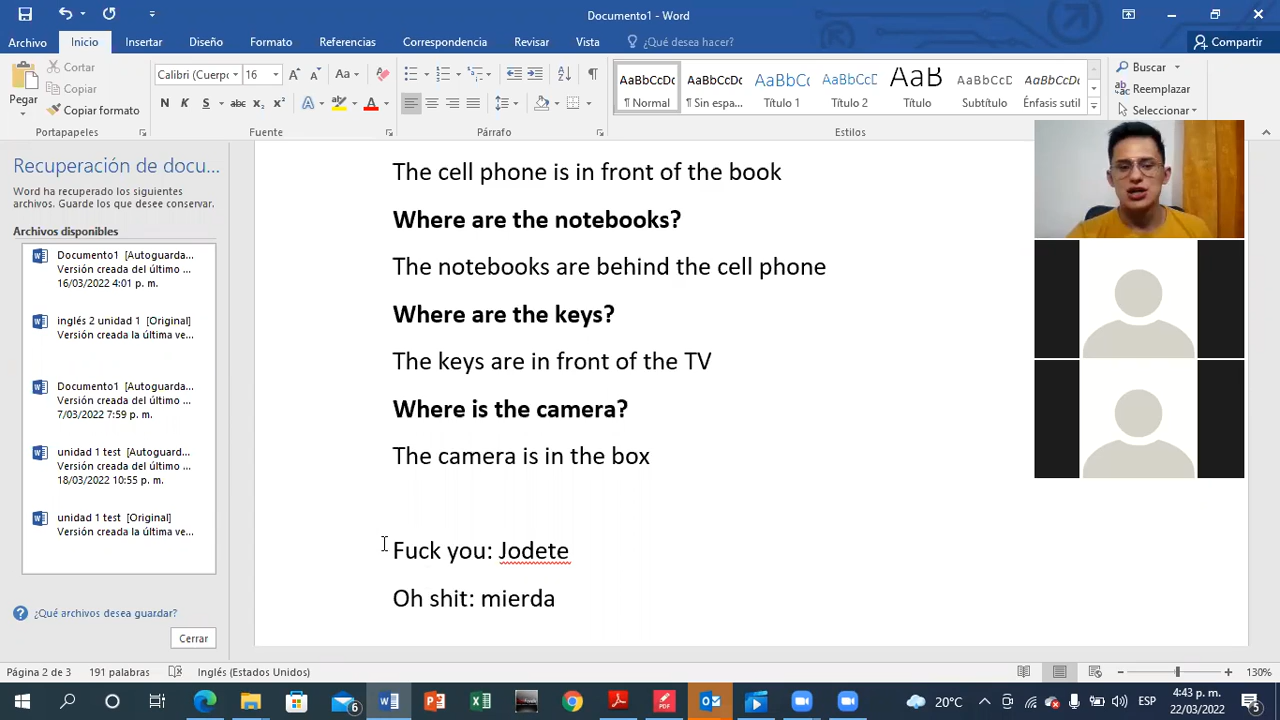 Documento1 - Word
Archivo Inicio Insertar Diseño Formato Referencias Correspondencia Revisar Vista ¿Qué desea hacer? Compartir
Pegar
Cortar
Copiar
Copiar formato
Portapapeles
Calibri (Cuerpo 16
Aa
N K S abc x₂ x²
A
Fuente
Párrafo
AaBbCcDc AaBbCcDc AaBbCc AaBbCcD AaB AaBbCcD AaBbCcDc
¶ Normal ¶ Sin espa... Título 1 Título 2 Título Subtítulo Énfasis sutil
Estilos
Buscar
Reemplazar
Seleccionar
Recuperación de docu...
Word ha recuperado los siguientes
archivos. Guarde los que desee conservar.
Archivos disponibles
Documento1 [Autoguarda...
Versión creada del último ...
16/03/2022 4:01 p. m.
inglés 2 unidad 1 [Original]
Versión creada la última ve...
Documento1 [Autoguarda...
Versión creada del último ...
7/03/2022 7:59 p. m.
unidad 1 test [Autoguard...
Versión creada del último ...
18/03/2022 10:55 p. m.
unidad 1 test [Original]
Versión creada la última ve...
¿Qué archivos desea guardar?
Cerrar
The cell phone is in front of the book
Where are the notebooks?
The notebooks are behind the cell phone
Where are the keys?
The keys are in front of the TV
Where is the camera?
The camera is in the box
Fuck you: Jodete
Oh shit: mierda
Página 2 de 3 191 palabras Inglés (Estados Unidos) 130%
6
20°C ESP
4:43 p. m.
22/03/2022
5